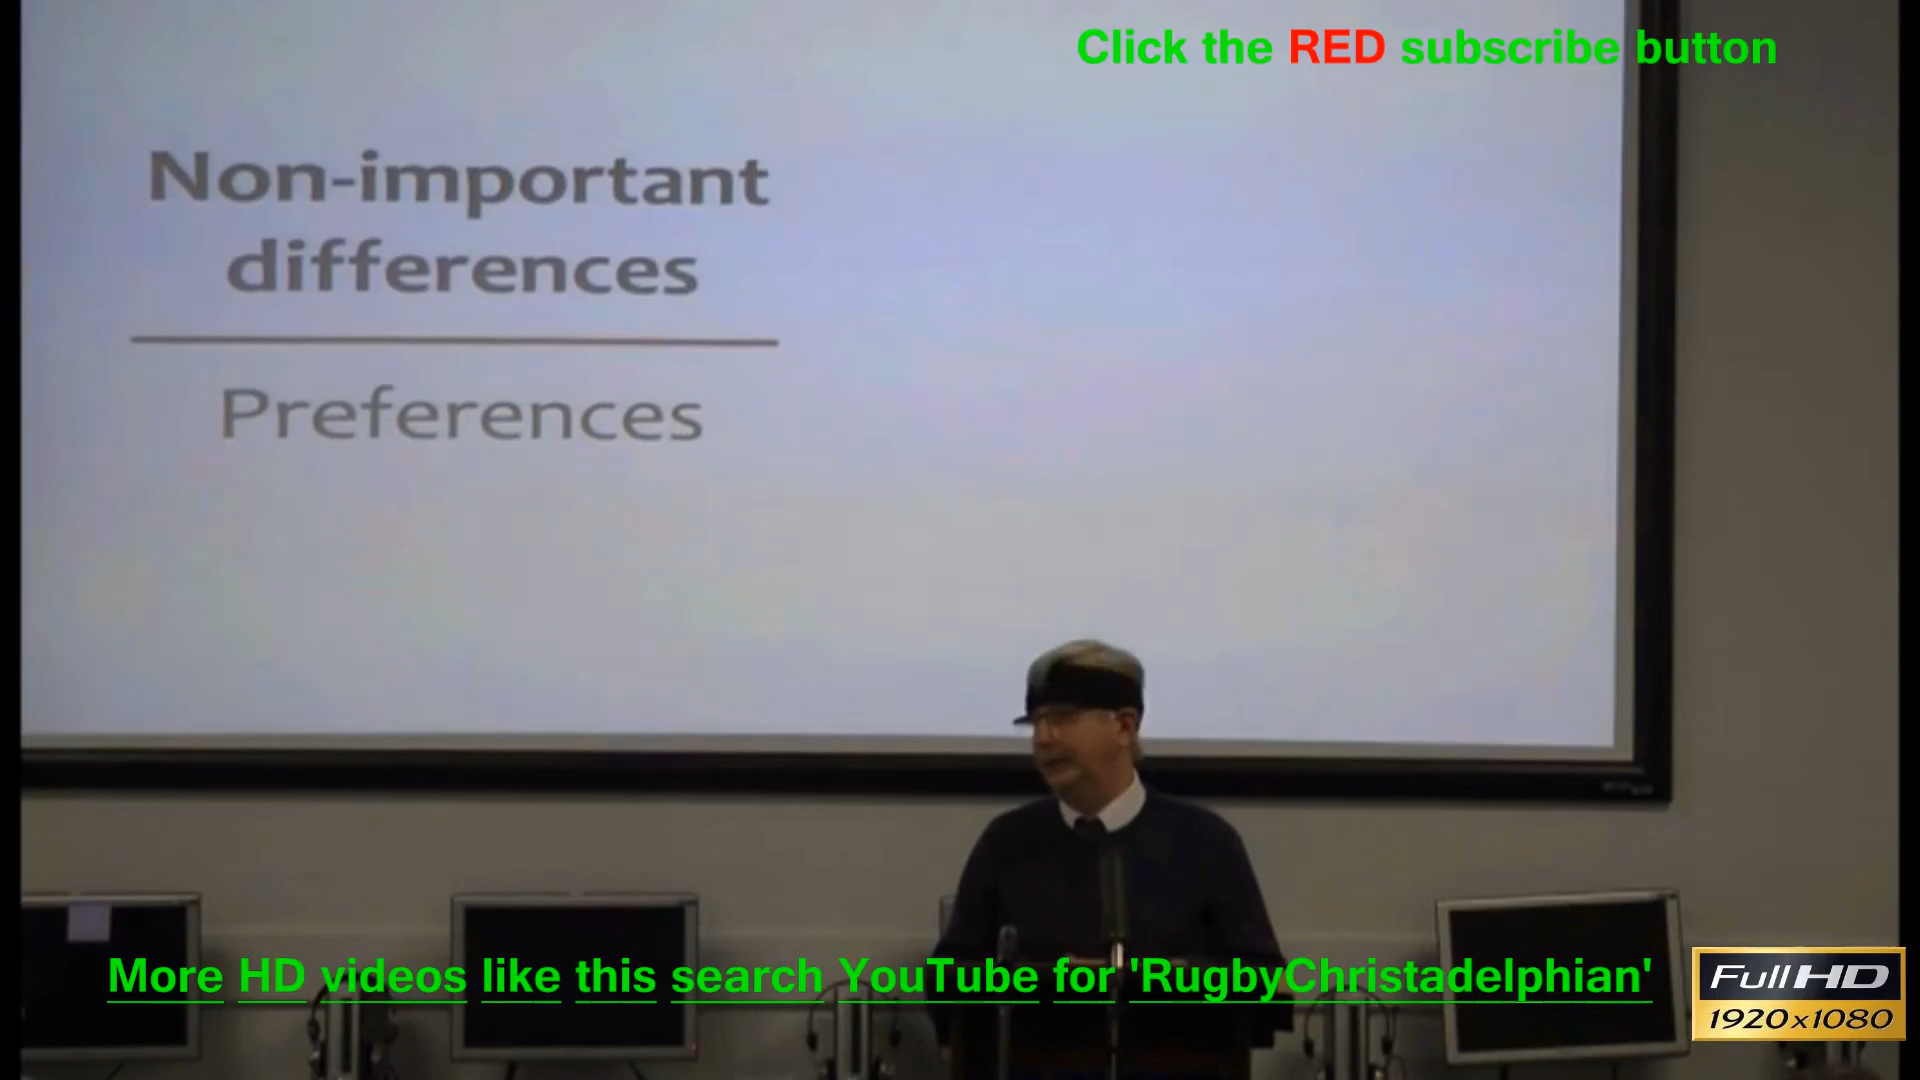 Click the RED subscribe button
Non-important
differences
Preferences
More HD videos like this search YouTube for 'RugbyChristadelphian'
Full HD
1920x1080